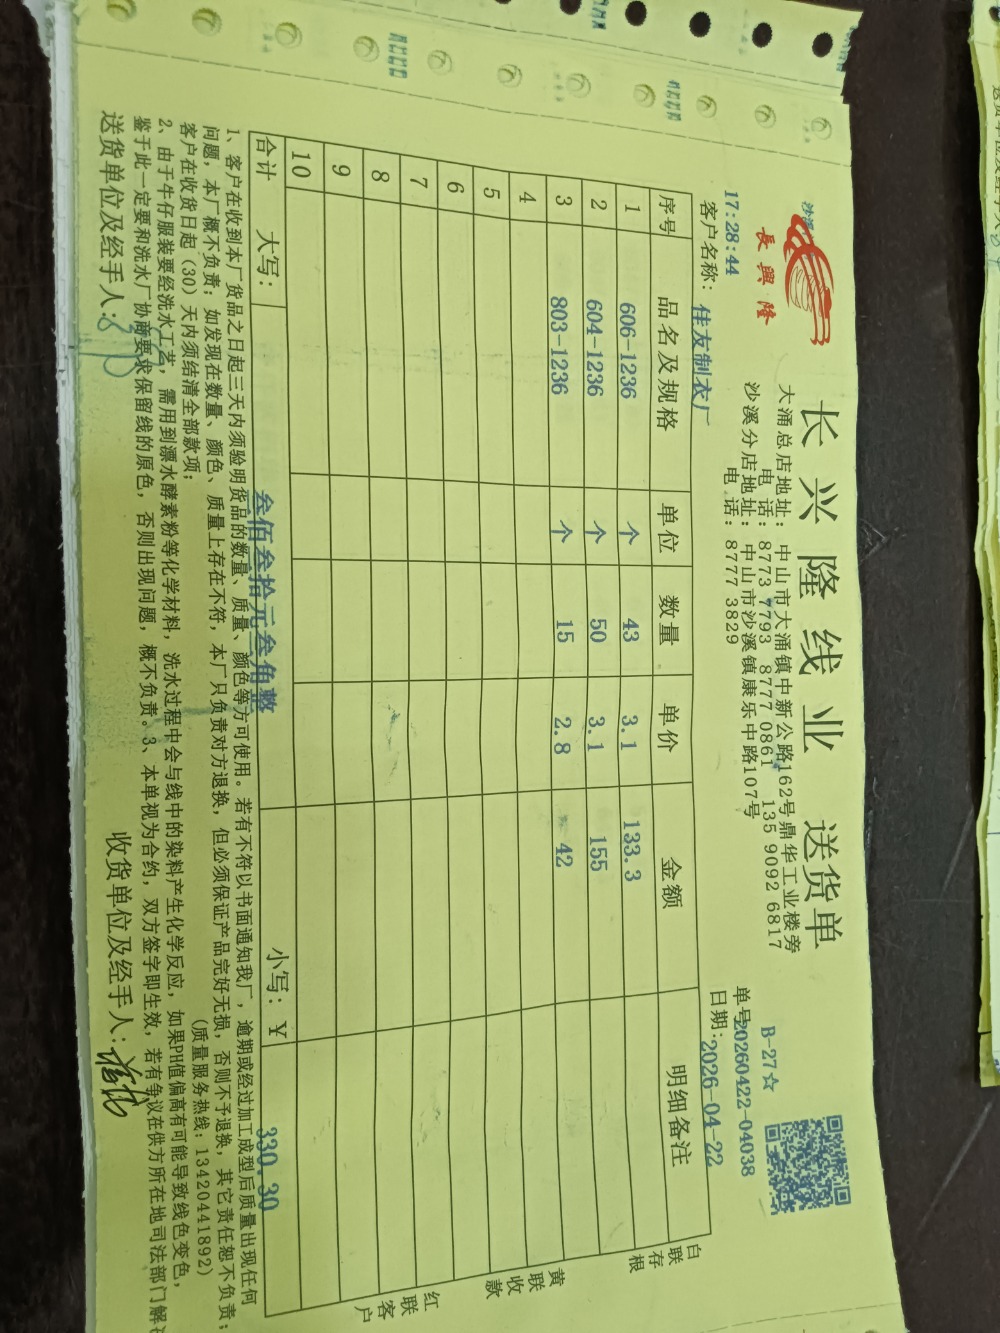 長興隆
长兴隆线业 送货单
大涌总店地址: 中山市大涌镇中新公路162号鼎华工业楼旁
电话: 8773 7793 8777 0861 135 9092 6817
沙溪分店地址: 中山市沙溪镇康乐中路107号
电话: 8777 3829
B-27☆
单号20260422-04038
17:28:44
日期:2026-04-22
客户名称: 佳友制衣厂
序号 品名及规格 单位 数量 单价 金额 明细备注
1 606-1236 个 43 3.1 133.3
2 604-1236 个 50 3.1 155
3 803-1236 个 15 2.8 42
4
5
6
7
8
9
10
合计 大写: 叁佰叁拾元叁角整 小写: ¥ 330.30
白联存根
黄联收款
红联客户
1、客户在收到本厂货品之日起三天内须验明货品的数量、质量、颜色等方可使用。若有不符以书面通知我厂，逾期或经过加工成型后质量出现任何
问题，本厂概不负责；如发现在数量、颜色、质量上存在不符，本厂只负责对方退换，但必须保证产品完好无损，否则不予退换，其它责任恕不负责；
客户在收货日起（30）天内须结清全部款项； (质量服务热线: 13420441892)
2、由于牛仔服装要经洗水工艺，需用到漂水酵素粉等化学材料，洗水过程中会与线中的染料产生化学反应，如果PH值偏高有可能导致线色变色，
鉴于此一定要和洗水厂协商要求保留线的原色，否则出现问题，概不负责。3、本单视为合约，双方签字即生效，若有争议在供方所在地司法部门解
送货单位及经手人: 收货单位及经手人: